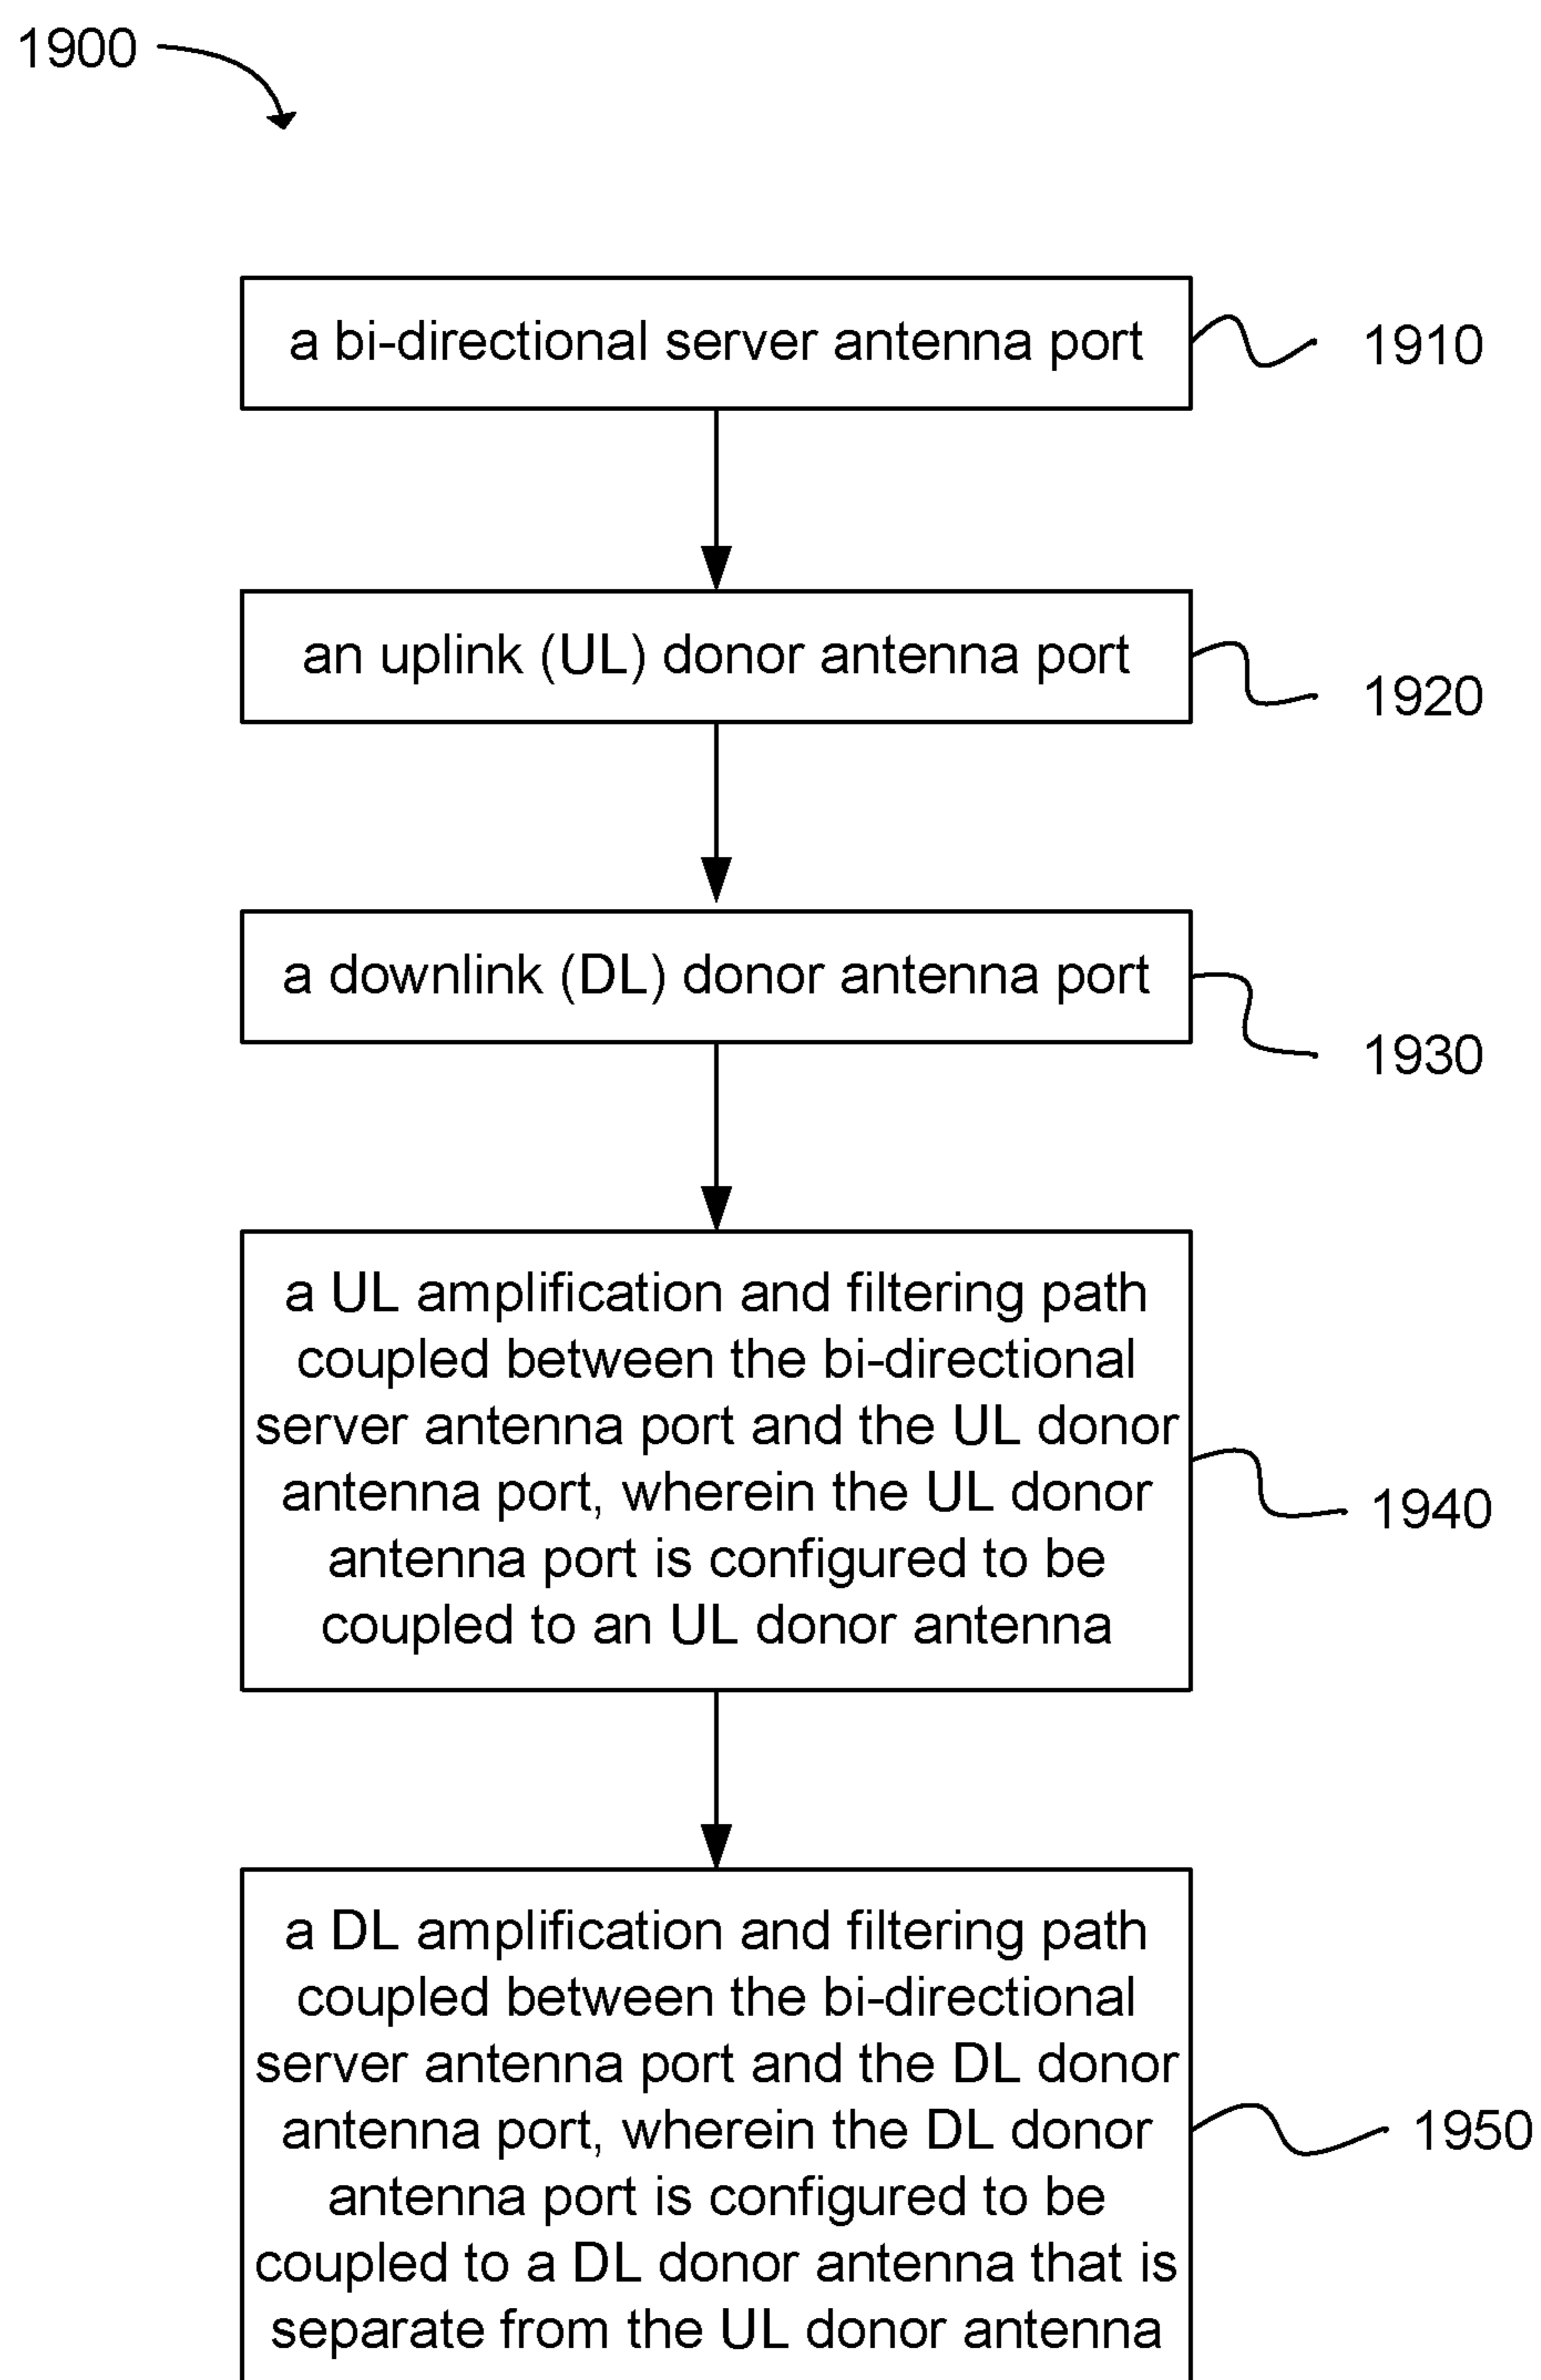 1900
a bi-directional server antenna port
1910
an uplink (UL) donor antenna port
1920
a downlink (DL) donor antenna port
1930
a UL amplification and filtering path
coupled between the bi-directional
server antenna port and the UL donor
antenna port, wherein the UL donor
antenna port is configured to be
coupled to an UL donor antenna
1940
a DL amplification and filtering path
coupled between the bi-directional
server antenna port and the DL donor
antenna port, wherein the DL donor
antenna port is configured to be
coupled to a DL donor antenna that is
separate from the UL donor antenna
1950